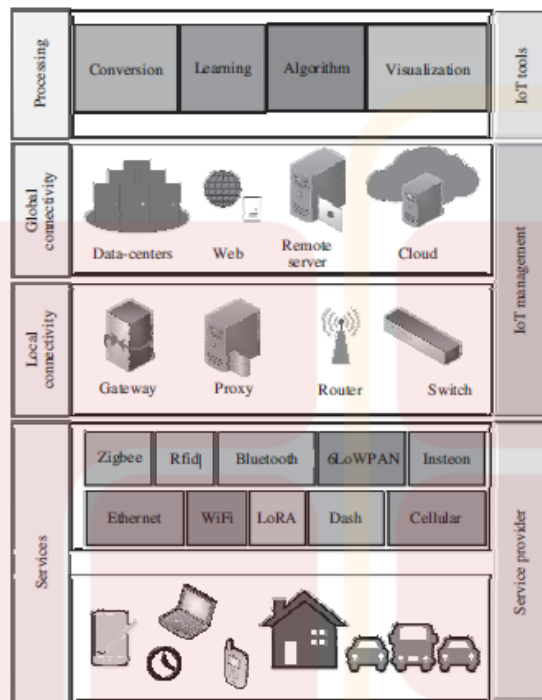 Processing
Conversion
Learning
Algorithm
Visualization
IoT tools
Global
connectivity
Data-centers
Web
Remote
server
Cloud
IoT management
Local
connectivity
Gateway
Proxy
Router
Switch
Services
Zigbee
Rfid|
Bluetooth
6LoWPAN
Insteon
Ethernet
WiFi
LoRA
Dash
Cellular
Service provider